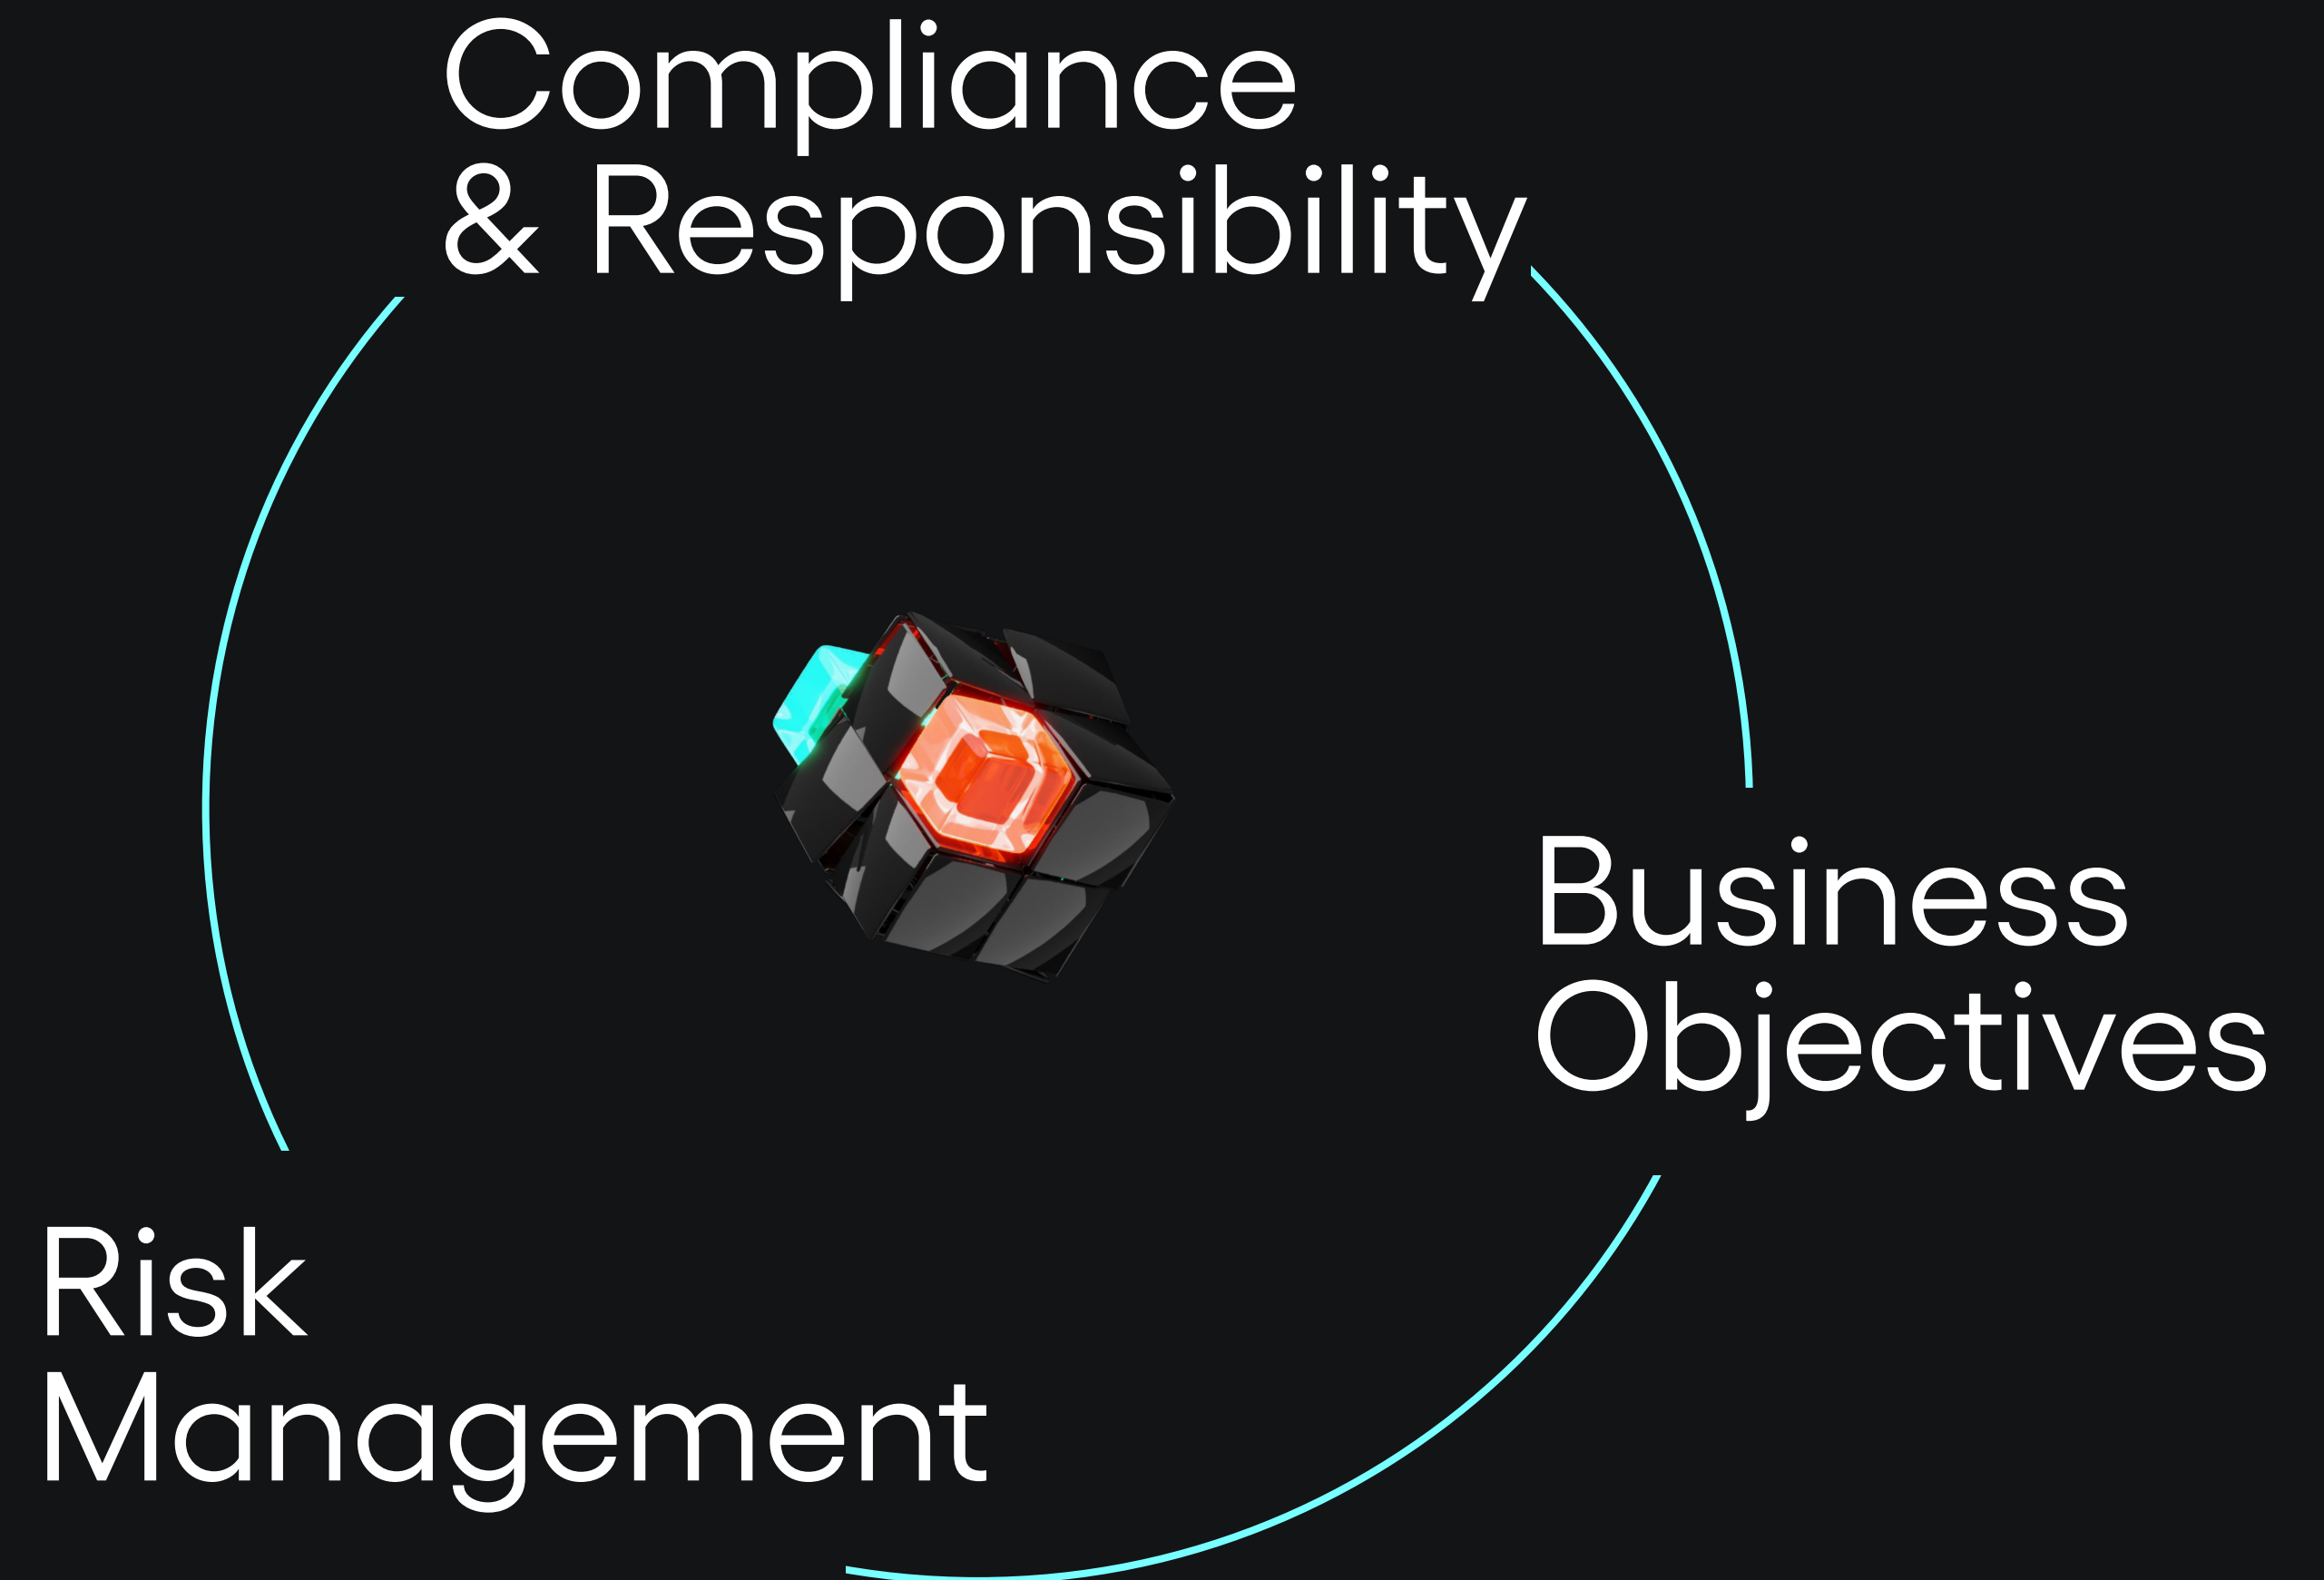 Compliance
& Responsibility
Business
Objectives
Risk
Management